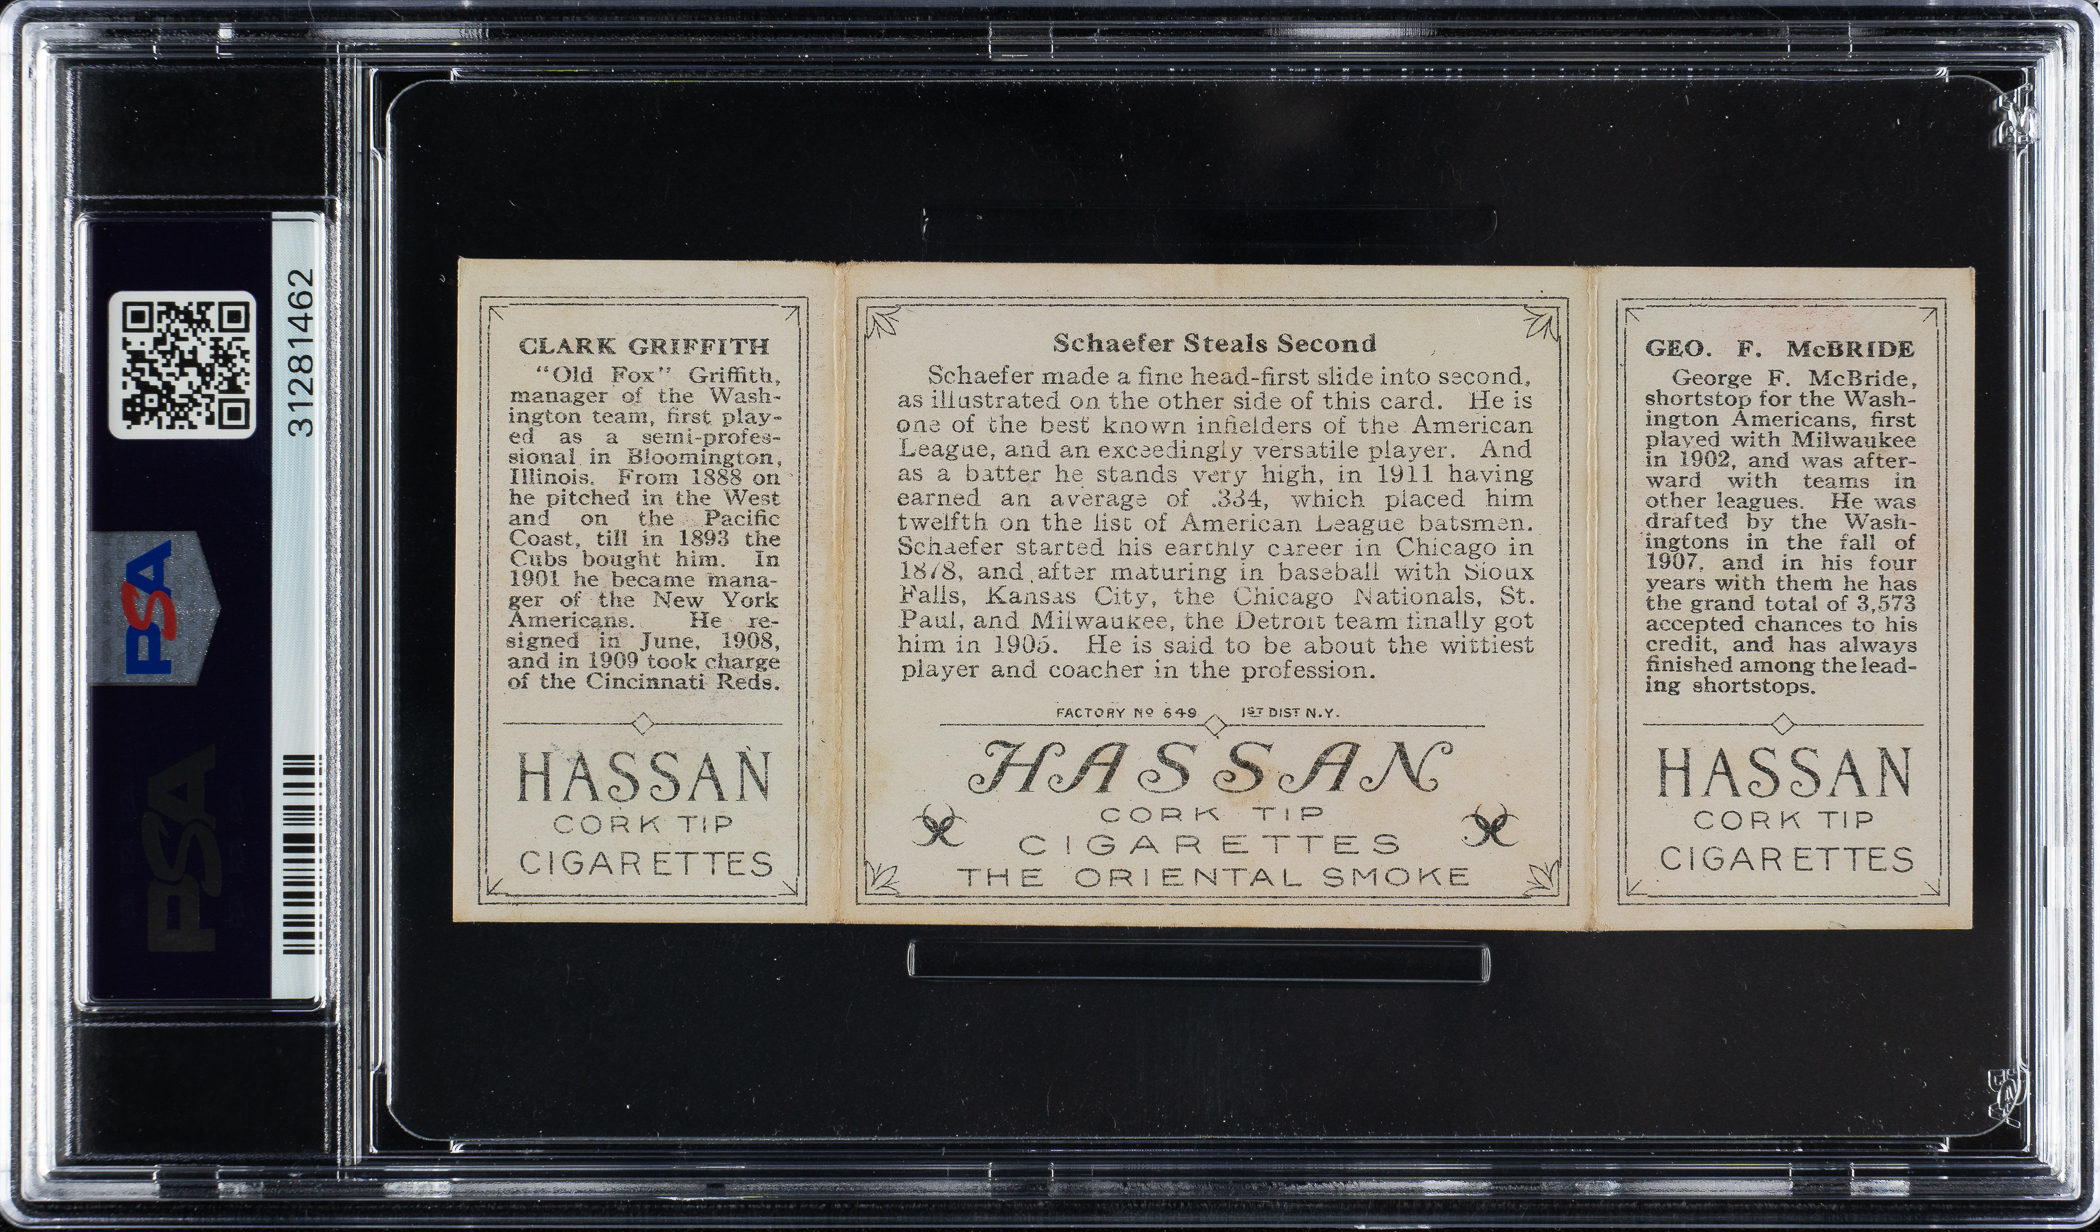 31281462
PSA
PSA
CLARK GRIFFITH
"Old Fox" Griffith,
manager of the Wash-
ington team, first play-
ed as a semi-profes-
sional in Bloomington,
Illinois. From 1888 on
he pitched in the West
and on the Pacific
Coast, till in 1893 the
Cubs bought him. In
1901 he became mana-
ger of the New York
Americans. He re-
signed in June, 1908,
and in 1909 took charge
of the Cincinnati Reds.
HASSAN
CORK TIP
CIGARETTES
Schaefer Steals Second
Schaefer made a fine head-first slide into second,
as illustrated on the other side of this card. He is
one of the best known infielders of the American
League, and an exceedingly versatile player. And
as a batter he stands very high, in 1911 having
earned an average of .334, which placed him
twelfth on the list of American League batsmen.
Schaefer started his earthly career in Chicago in
1878, and after maturing in baseball with Sioux
Falls, Kansas City, the Chicago Nationals, St.
Paul, and Milwaukee, the Detroit team finally got
him in 1905. He is said to be about the wittiest
player and coacher in the profession.
FACTORY Nº 649 1ST DIST N.Y.
HASSAN
CORK TIP
CIGARETTES
THE ORIENTAL SMOKE
GEO. F. McBRIDE
George F. McBride,
shortstop for the Wash-
ington Americans, first
played with Milwaukee
in 1902, and was after-
ward with teams in
other leagues. He was
drafted by the Wash-
ingtons in the fall of
1907, and in his four
years with them he has
the grand total of 3,573
accepted chances to his
credit, and has always
finished among the lead-
ing shortstops.
HASSAN
CORK TIP
CIGARETTES